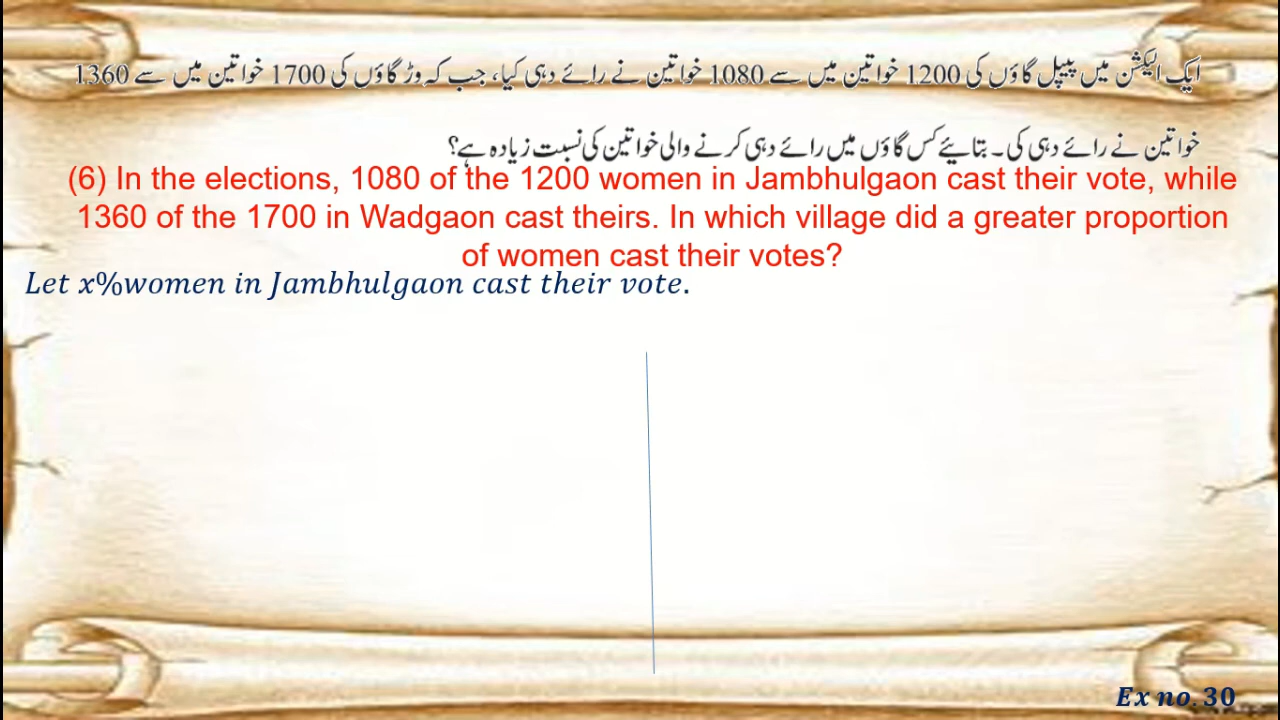 ایک الیکشن میں پیپل گاؤں کی 1200 خواتین میں سے 1080 خواتین نے رائے دہی کیا، جب کہ وڑ گاؤں کی 1700 خواتین میں سے 1360
خواتین نے رائے دہی کی۔ بتایئے کس گاؤں میں رائے دہی کرنے والی خواتین کی نسبت زیادہ ہے؟
(6) In the elections, 1080 of the 1200 women in Jambhulgaon cast their vote, while
1360 of the 1700 in Wadgaon cast theirs. In which village did a greater proportion
of women cast their votes?
Let x%women in Jambhulgaon cast their vote.
Ex no. 30